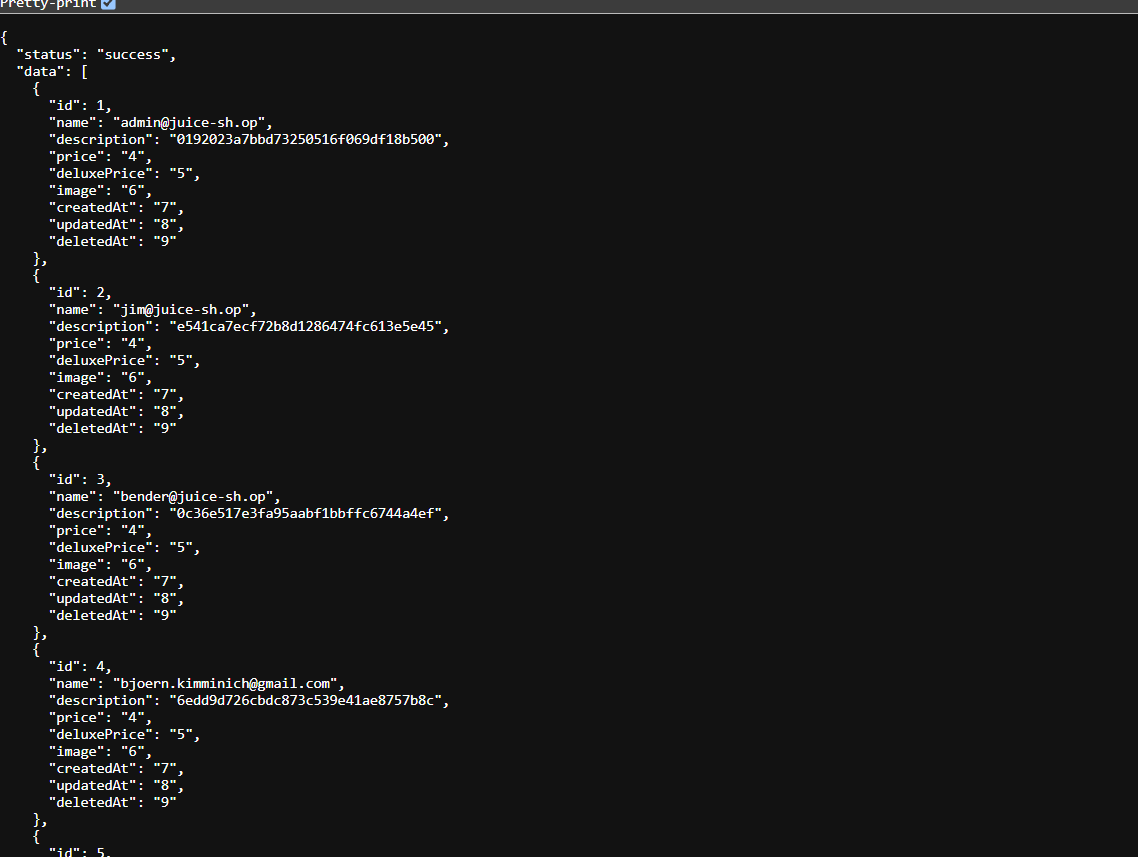 Pretty-print
{
  "status": "success",
  "data": [
    {
      "id": 1,
      "name": "admin@juice-sh.op",
      "description": "0192023a7bbd73250516f069df18b500",
      "price": "4",
      "deluxePrice": "5",
      "image": "6",
      "createdAt": "7",
      "updatedAt": "8",
      "deletedAt": "9"
    },
    {
      "id": 2,
      "name": "jim@juice-sh.op",
      "description": "e541ca7ecf72b8d1286474fc613e5e45",
      "price": "4",
      "deluxePrice": "5",
      "image": "6",
      "createdAt": "7",
      "updatedAt": "8",
      "deletedAt": "9"
    },
    {
      "id": 3,
      "name": "bender@juice-sh.op",
      "description": "0c36e517e3fa95aabf1bbffc6744a4ef",
      "price": "4",
      "deluxePrice": "5",
      "image": "6",
      "createdAt": "7",
      "updatedAt": "8",
      "deletedAt": "9"
    },
    {
      "id": 4,
      "name": "bjoern.kimminich@gmail.com",
      "description": "6edd9d726cbdc873c539e41ae8757b8c",
      "price": "4",
      "deluxePrice": "5",
      "image": "6",
      "createdAt": "7",
      "updatedAt": "8",
      "deletedAt": "9"
    },
    {
      "id": 5,